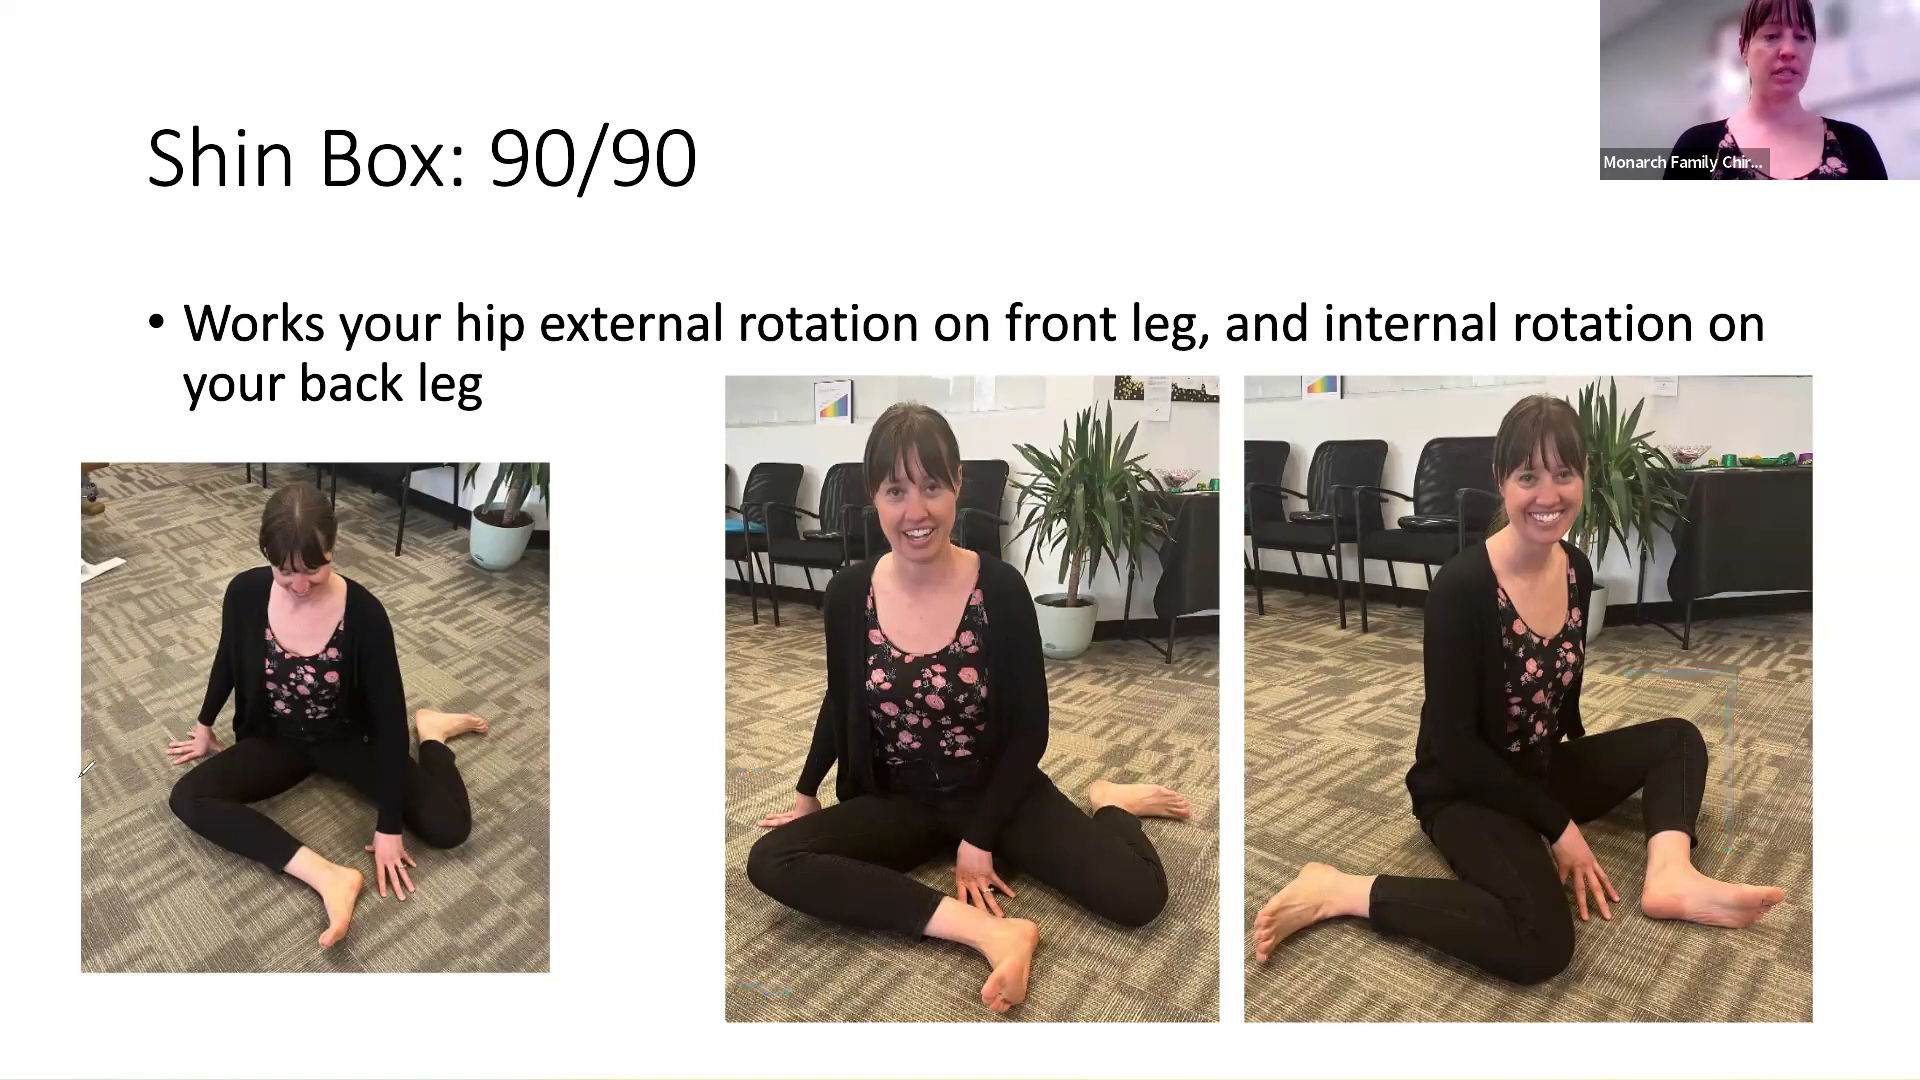 Monarch Family Chir...
Shin Box: 90/90
• Works your hip external rotation on front leg, and internal rotation on
your back leg